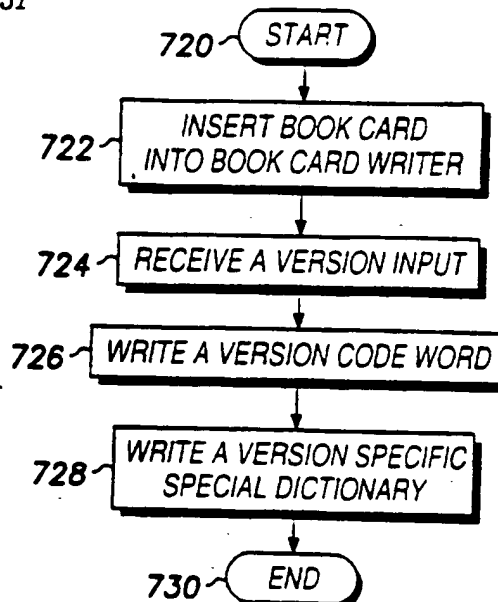 720 START
722 INSERT BOOK CARD
INTO BOOK CARD WRITER
724 RECEIVE A VERSION INPUT
726 WRITE A VERSION CODE WORD
728 WRITE A VERSION SPECIFIC
SPECIAL DICTIONARY
730 END